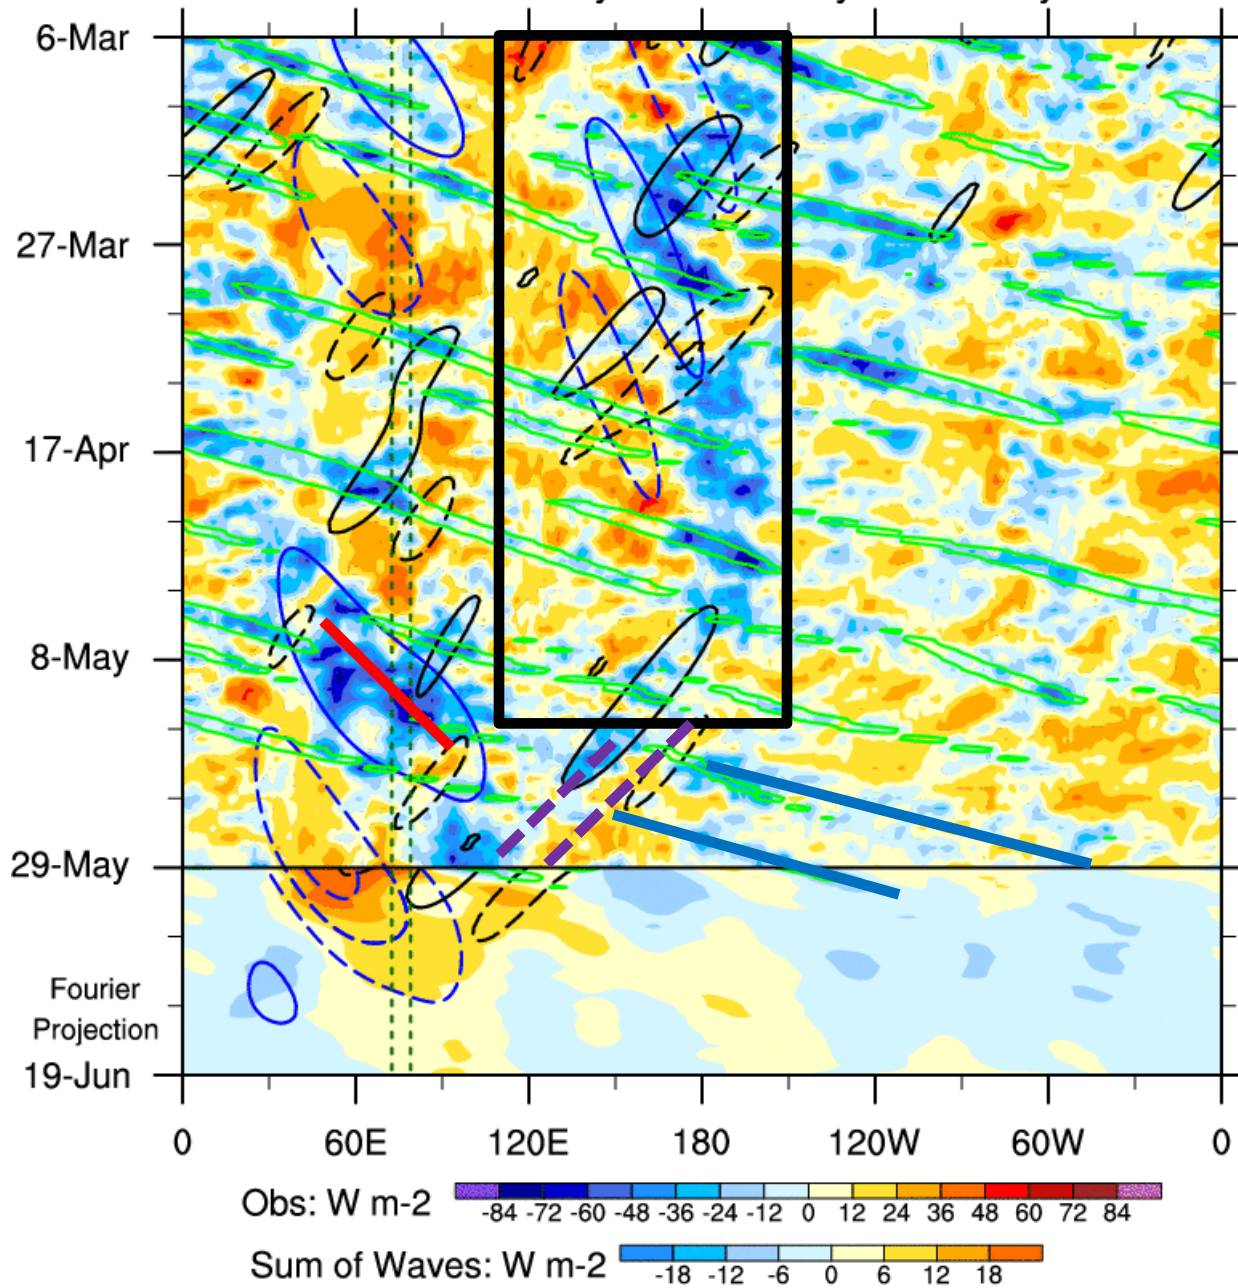 6-Mar
27-Mar
17-Apr
8-May
29-May
Fourier
Projection
19-Jun
0 60E 120E 180 120W 60W 0
Obs: W m-2
-84 -72 -60 -48 -36 -24 -12 0 12 24 36 48 60 72 84
Sum of Waves: W m-2
-18 -12 -6 0 6 12 18